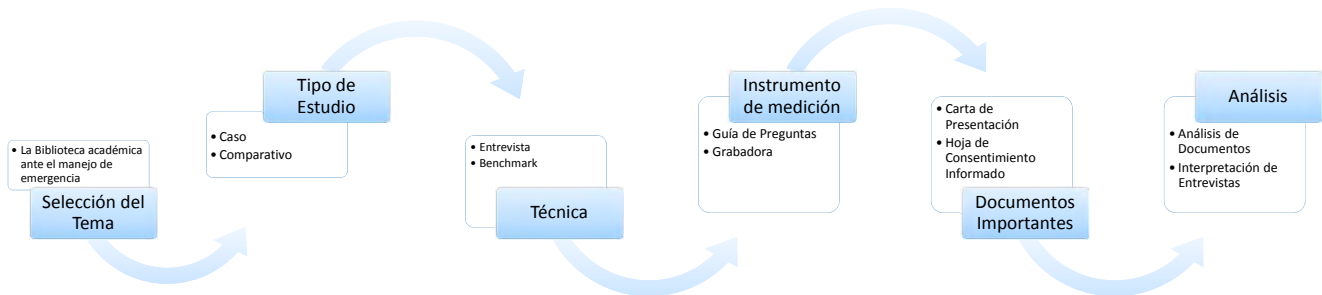 • La Biblioteca académica
ante el manejo de
emergencia
Selección del
Tema
Tipo de
Estudio
• Caso
• Comparativo
• Entrevista
• Benchmark
Técnica
Instrumento
de medición
• Guía de Preguntas
• Grabadora
• Carta de
Presentación
• Hoja de
Consentimiento
Informado
Documentos
Importantes
Análisis
• Análisis de
Documentos
• Interpretación de
Entrevistas